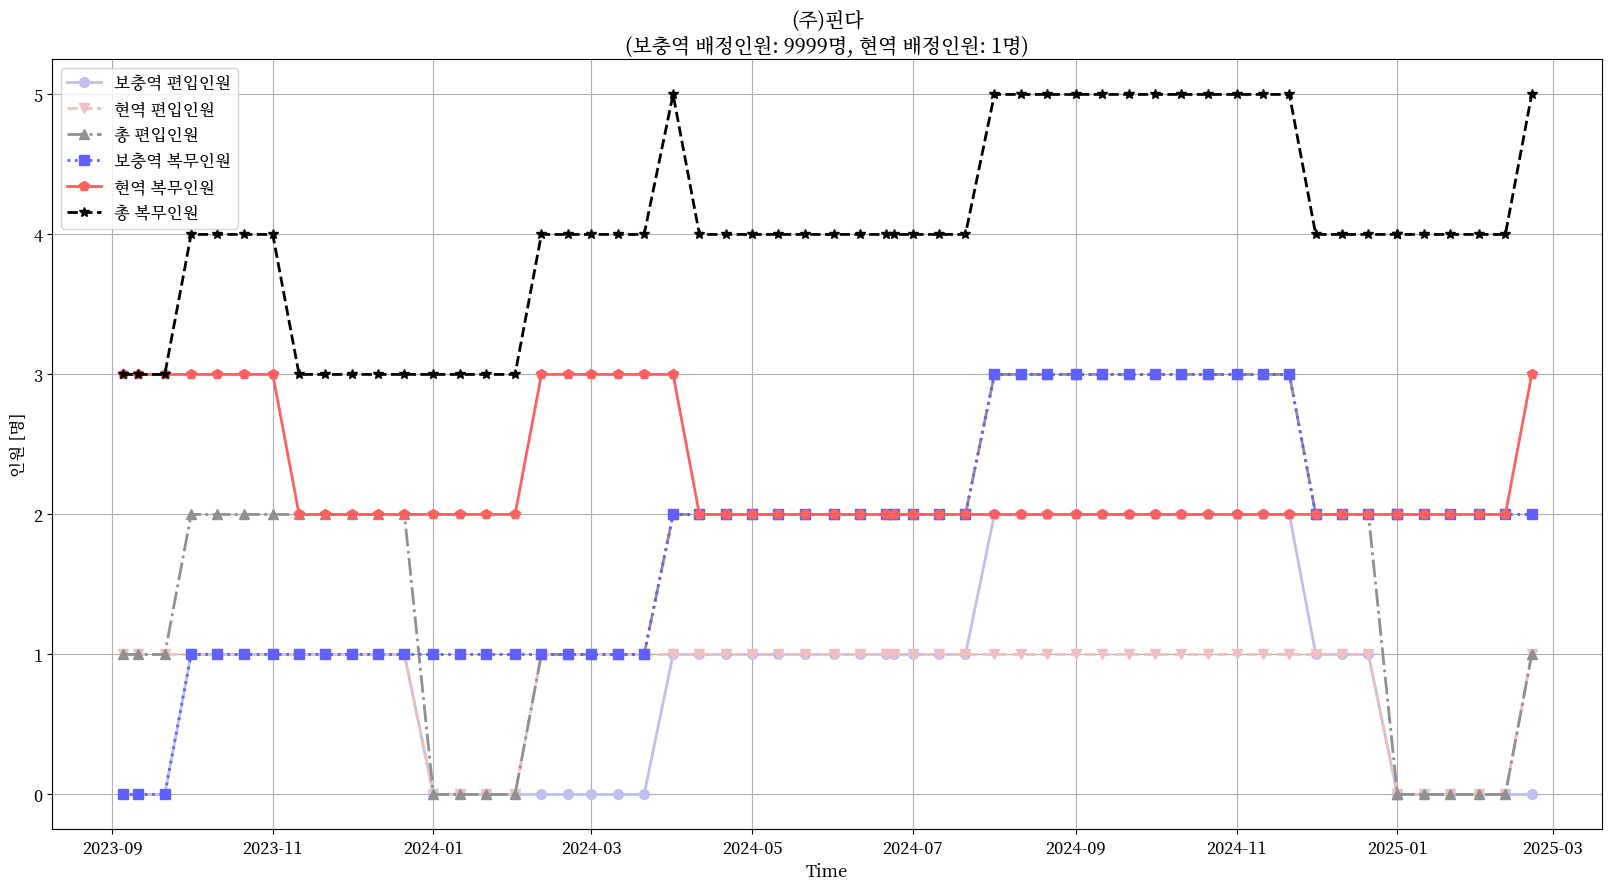 (주)핀다
(보충역 배정인원: 9999명, 현역 배정인원: 1명)
보충역 편입인원
현역 편입인원
총 편입인원
보충역 복무인원
현역 복무인원
총 복무인원
인원 [명]
5
4
3
2
1
0
2023-09
2023-11
2024-01
2024-03
2024-05
2024-07
2024-09
2024-11
2025-01
2025-03
Time